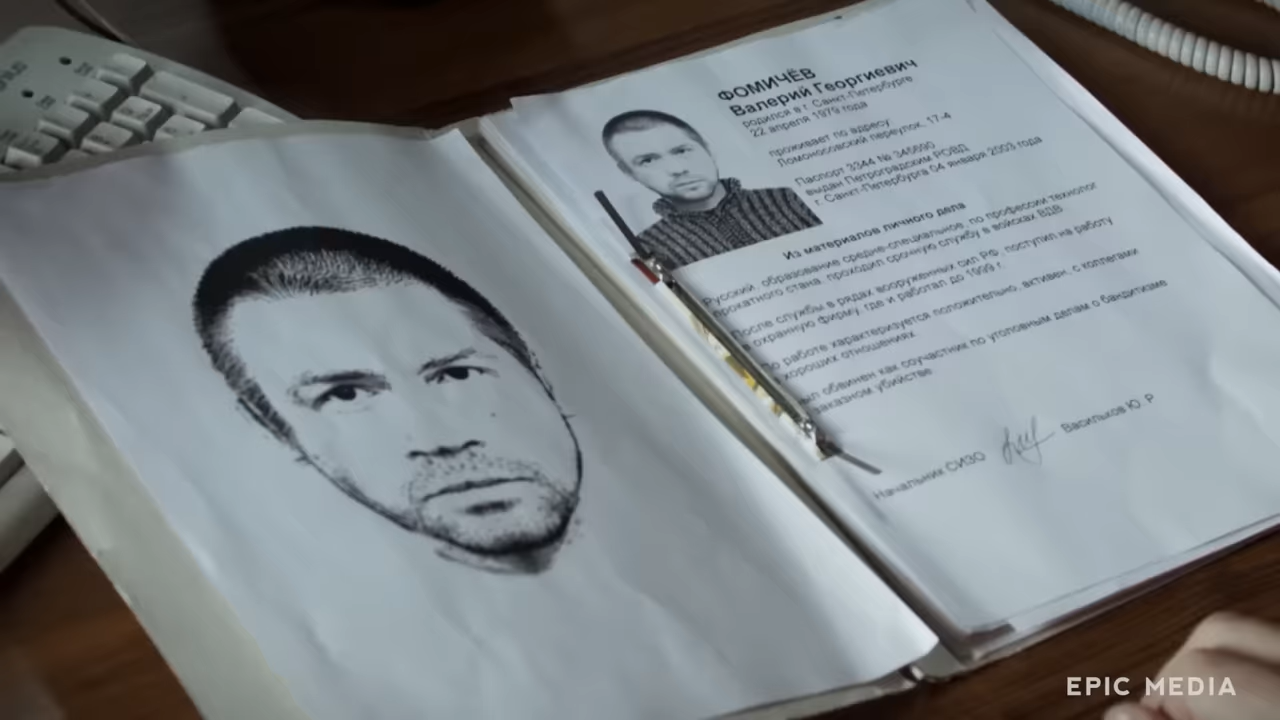 ФОМИЧЁВ
Валерий Георгиевич
родился в г. Санкт-Петербурге
22 апреля 1979 года
проживает по адресу:
Ломоносовский переулок, 17-4
Паспорт 3344 № 345690
выдан Петроградским РОВД
г. Санкт-Петербурга 04 января 2003 года
Из материалов личного дела
Русский, образование средне-специальное, по профессии технолог
прокатного стана, проходил срочную службу в войсках ВДВ
После службы в рядах вооруженных сил РФ, поступил на работу
охранную фирму, где и работал до 1999 г.
работе характеризуется положительно, активен, с коллегами
хороших отношениях
обвинен как соучастник по уголовным делам о бандитизме
заказном убийстве
Начальник СИЗО Васильков Ю. Р
EPIC MEDIA